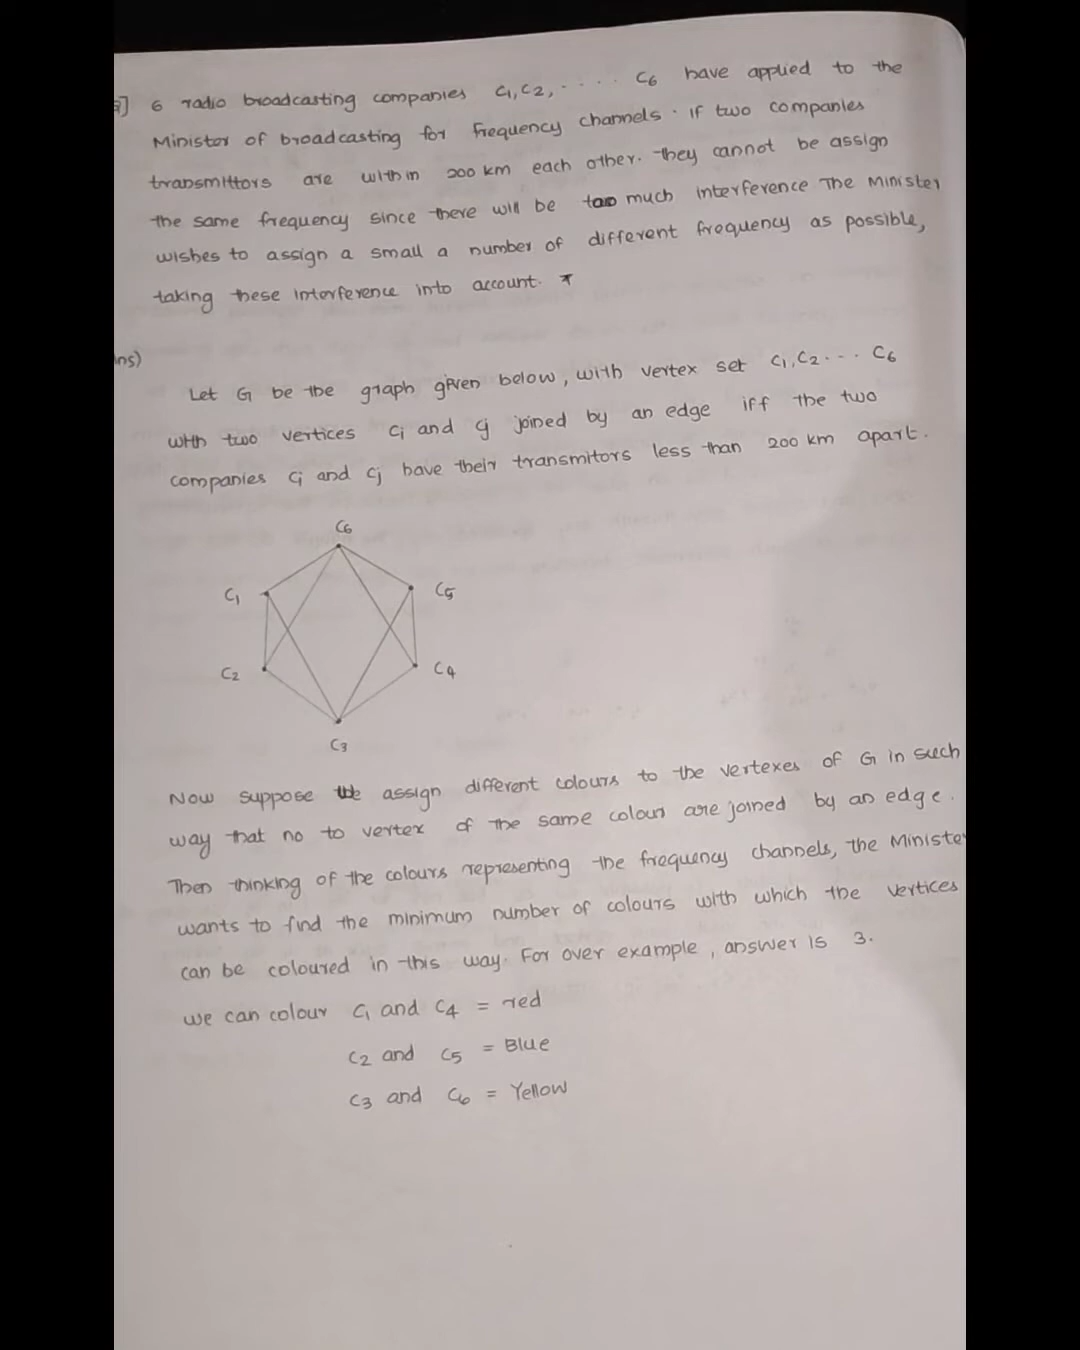 6 radio broadcasting companies C1, C2, ..... C6 have applied to the
Minister of broadcasting for frequency channels. if two companies
transmittors are within 200 km each other. they cannot be assign
the same frequency since there will be too much interference The Minister
wishes to assign a small a number of different frequency as possible,
taking these interference into account.
ns)
Let G be the graph given below, with vertex set C1, C2 ... C6
with two vertices Ci and Cj joined by an edge iff the two
companies Ci and Cj have their transmitors less than 200 km apart.
C6
C1
C5
C2
C4
C3
Now suppose We assign different colours to the vertexes of G in such
way that no to vertex of the same colour are joined by an edge.
Then thinking of the colours representing the frequency channels, the Ministe
wants to find the minimum number of colours with which the vertices
can be coloured in this way. For over example, answer is 3.
we can colour C1 and C4 = red
C2 and C5 = Blue
C3 and C6 = Yellow